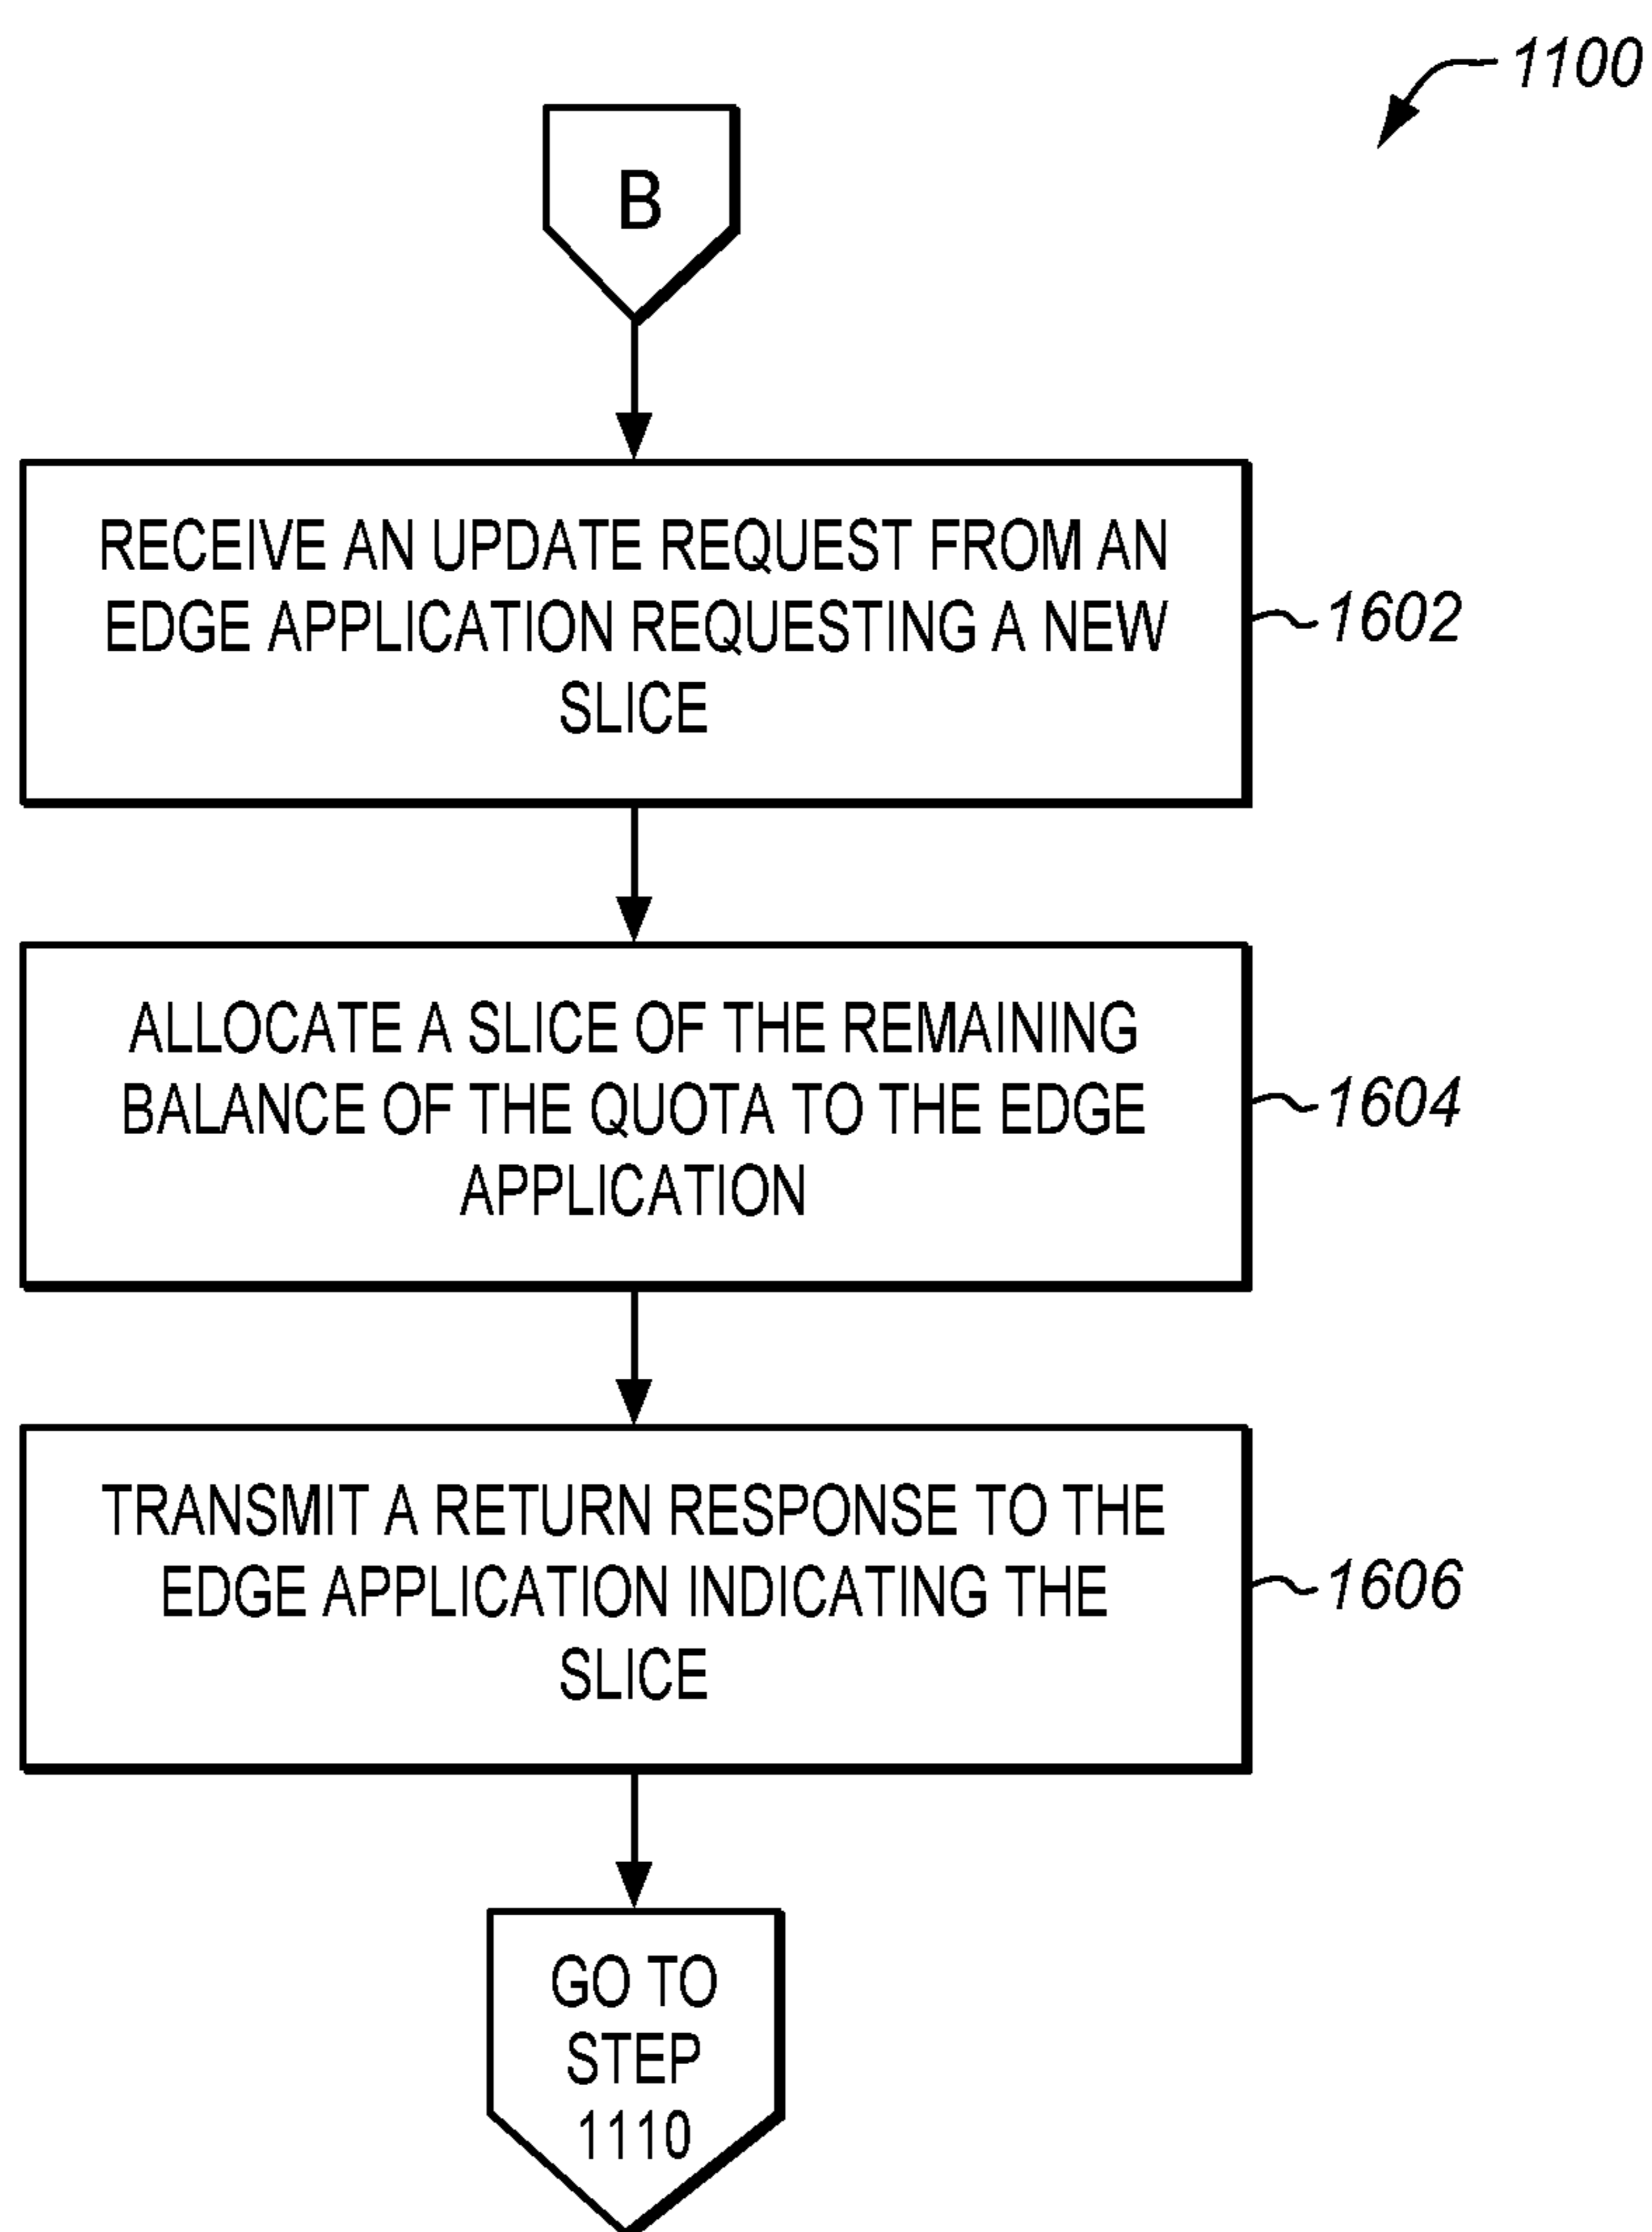 1100
B
RECEIVE AN UPDATE REQUEST FROM AN
EDGE APPLICATION REQUESTING A NEW
SLICE
1602
ALLOCATE A SLICE OF THE REMAINING
BALANCE OF THE QUOTA TO THE EDGE
APPLICATION
1604
TRANSMIT A RETURN RESPONSE TO THE
EDGE APPLICATION INDICATING THE
SLICE
1606
GO TO
STEP
1110